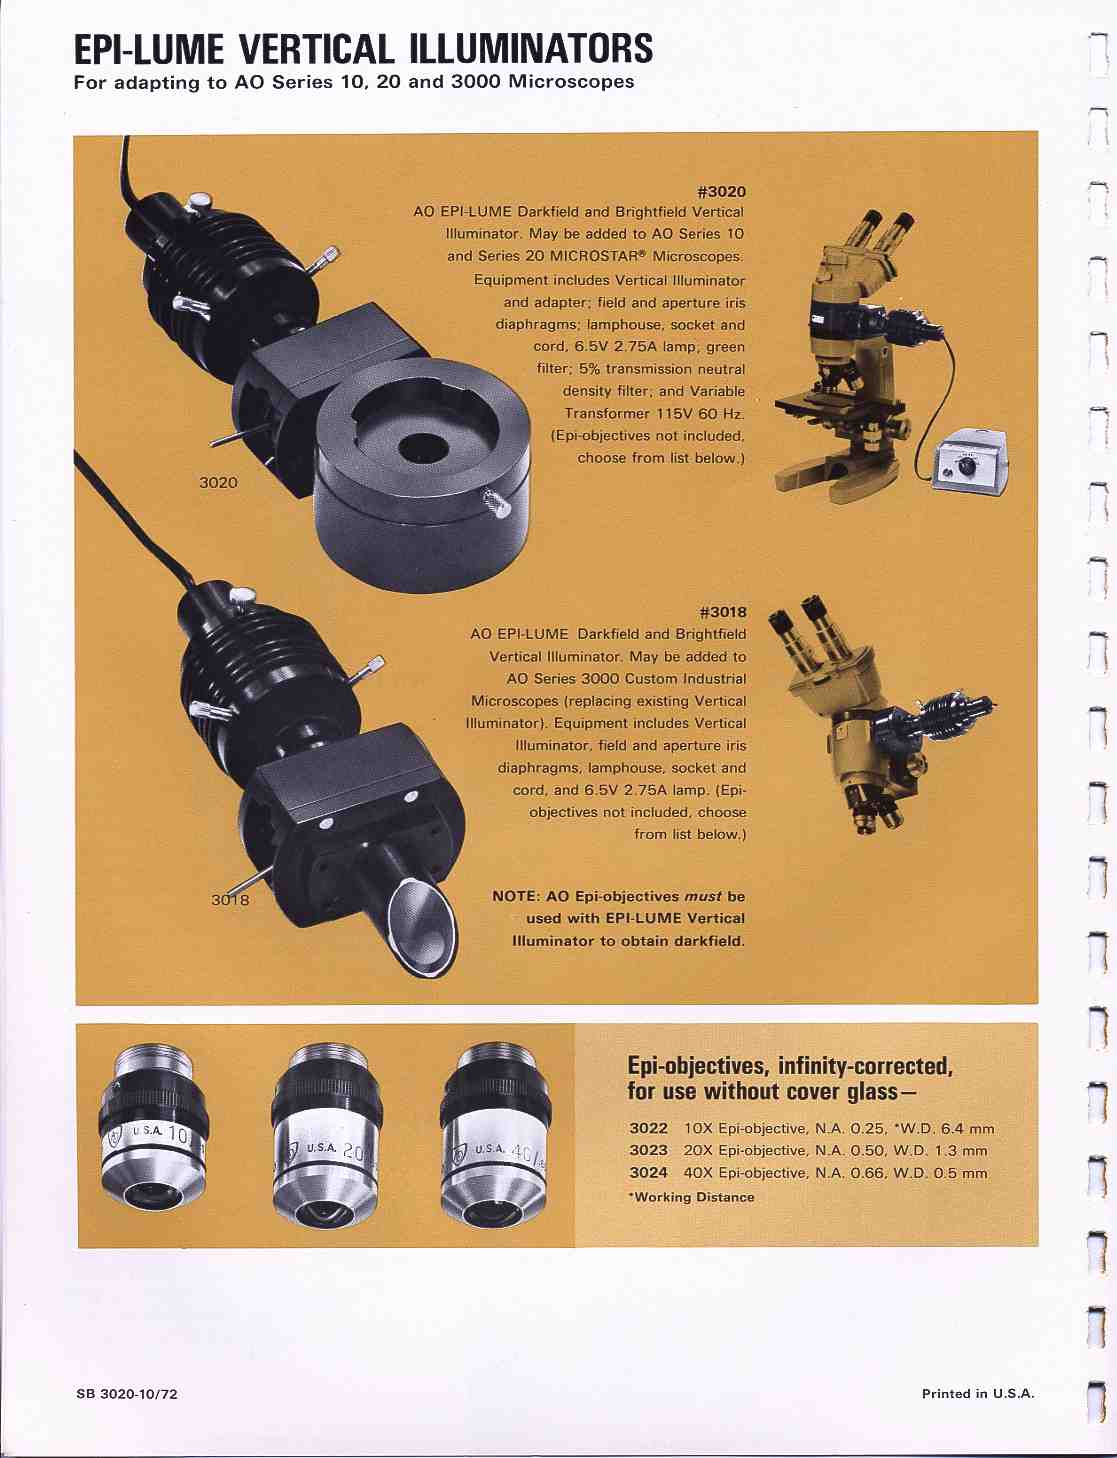 EPI-LUME VERTICAL ILLUMINATORS
For adapting to AO Series 10, 20 and 3000 Microscopes
#3020
AO EPI-LUME Darkfield and Brightfield Vertical
Illuminator. May be added to AO Series 10
and Series 20 MICROSTAR® Microscopes.
Equipment includes Vertical Illuminator
and adapter; field and aperture iris
diaphragms; lamphouse, socket and
cord, 6.5V 2.75A lamp; green
filter; 5% transmission neutral
density filter; and Variable
Transformer 115V 60 Hz.
(Epi-objectives not included,
choose from list below.)
3020
#3018
AO EPI-LUME Darkfield and Brightfield
Vertical Illuminator. May be added to
AO Series 3000 Custom Industrial
Microscopes (replacing existing Vertical
Illuminator). Equipment includes Vertical
Illuminator, field and aperture iris
diaphragms, lamphouse, socket and
cord, and 6.5V 2.75A lamp. (Epi-
objectives not included, choose
from list below.)
3018
NOTE: AO Epi-objectives must be
used with EPI-LUME Vertical
Illuminator to obtain darkfield.
U.S.A. 10
U.S.A. 20
U.S.A. 40/.6
Epi-objectives, infinity-corrected,
for use without cover glass—
3022 10X Epi-objective, N.A. 0.25, *W.D. 6.4 mm
3023 20X Epi-objective, N.A. 0.50, W.D. 1.3 mm
3024 40X Epi-objective, N.A. 0.66, W.D. 0.5 mm
*Working Distance
SB 3020-10/72
Printed in U.S.A.